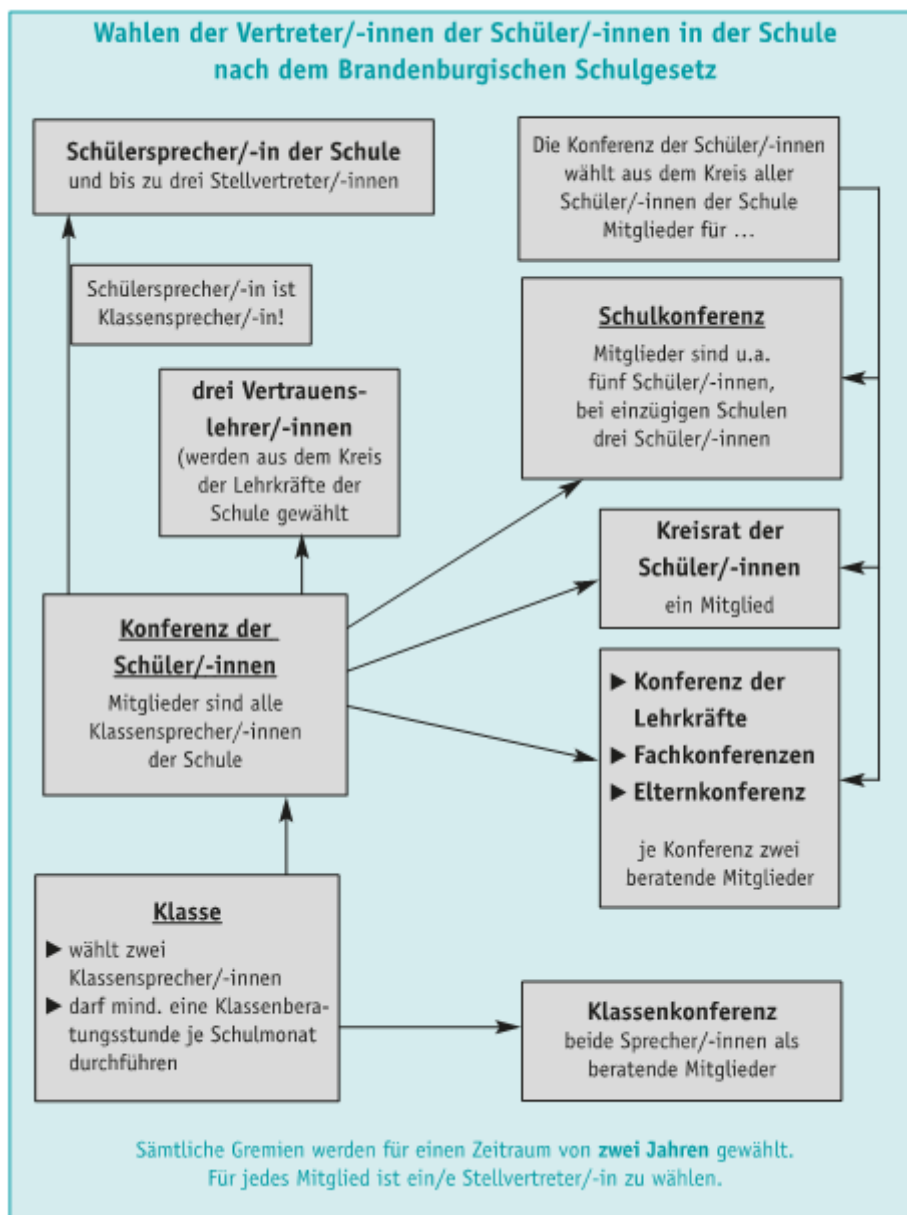 Wahlen der Vertreter/-innen der Schüler/-innen in der Schule
nach dem Brandenburgischen Schulgesetz
Schülersprecher/-in der Schule
und bis zu drei Stellvertreter/-innen
Die Konferenz der Schüler/-innen
wählt aus dem Kreis aller
Schüler/-innen der Schule
Mitglieder für ...
Schülersprecher/-in ist
Klassensprecher/-in!
Schulkonferenz
Mitglieder sind u.a.
fünf Schüler/-innen,
bei einzügigen Schulen
drei Schüler/-innen
drei Vertrauens-
lehrer/-innen
(werden aus dem Kreis
der Lehrkräfte der
Schule gewählt
Kreisrat der
Schüler/-innen
ein Mitglied
Konferenz der
Schüler/-innen
Mitglieder sind alle
Klassensprecher/-innen
der Schule
▶ Konferenz der
Lehrkräfte
▶ Fachkonferenzen
▶ Elternkonferenz
je Konferenz zwei
beratende Mitglieder
Klasse
▶ wählt zwei
Klassensprecher/-innen
▶ darf mind. eine Klassenbera-
tungsstunde je Schulmonat
durchführen
Klassenkonferenz
beide Sprecher/-innen als
beratende Mitglieder
Sämtliche Gremien werden für einen Zeitraum von zwei Jahren gewählt.
Für jedes Mitglied ist ein/e Stellvertreter/-in zu wählen.